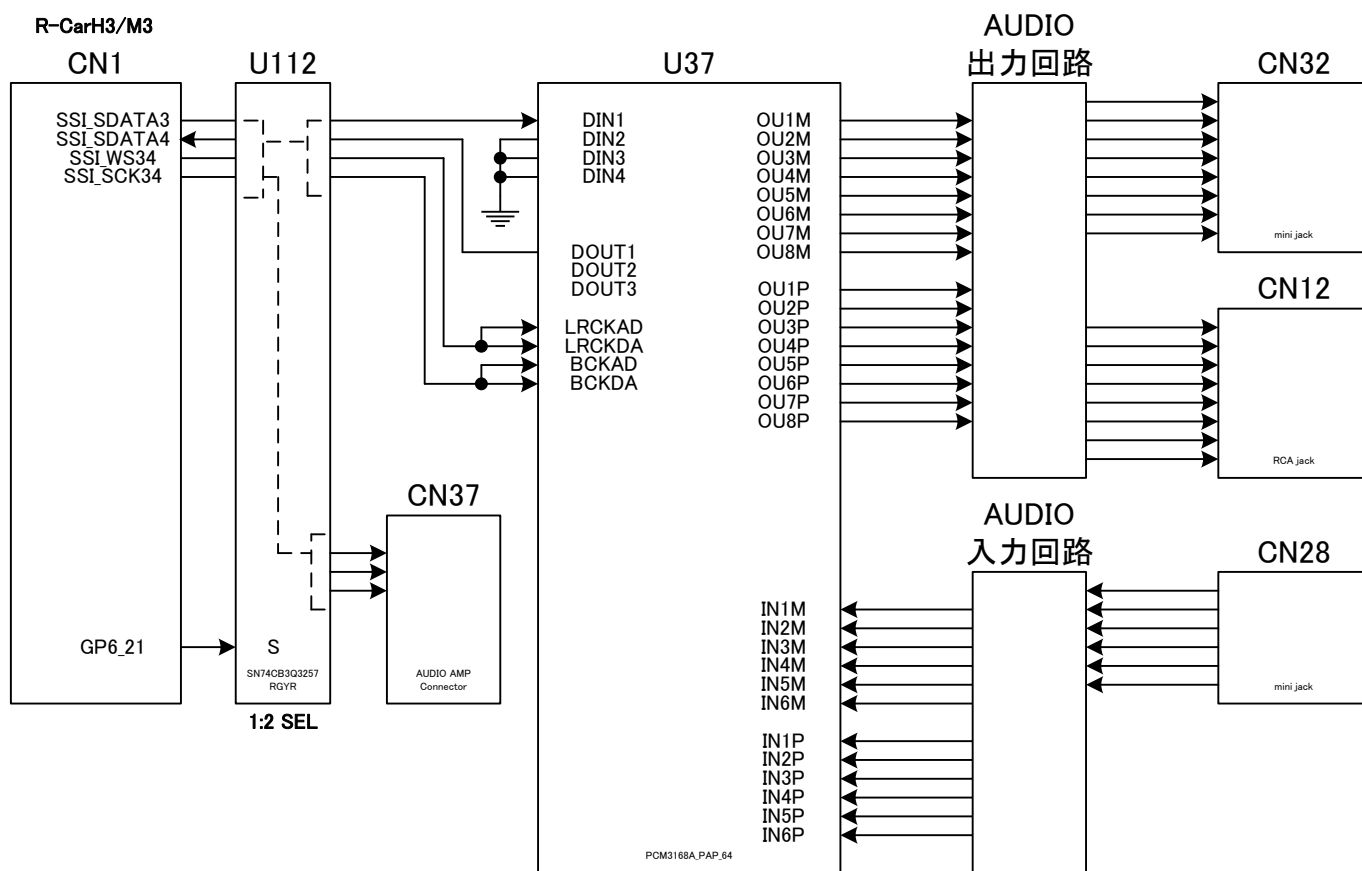 R-CarH3/M3
CN1
SSI_SDATA3
SSI_SDATA4
SSI_WS34
SSI_SCK34
GP6_21
U112
S
SN74CB3Q3257
RGYR
1:2 SEL
CN37
AUDIO AMP
Connector
U37
DIN1
DIN2
DIN3
DIN4
DOUT1
DOUT2
DOUT3
LRCKAD
LRCKDA
BCKAD
BCKDA
OU1M
OU2M
OU3M
OU4M
OU5M
OU6M
OU7M
OU8M
OU1P
OU2P
OU3P
OU4P
OU5P
OU6P
OU7P
OU8P
IN1M
IN2M
IN3M
IN4M
IN5M
IN6M
IN1P
IN2P
IN3P
IN4P
IN5P
IN6P
PCM3168A_PAP_64
AUDIO
出力回路
CN32
mini jack
CN12
RCA jack
AUDIO
入力回路
CN28
mini jack